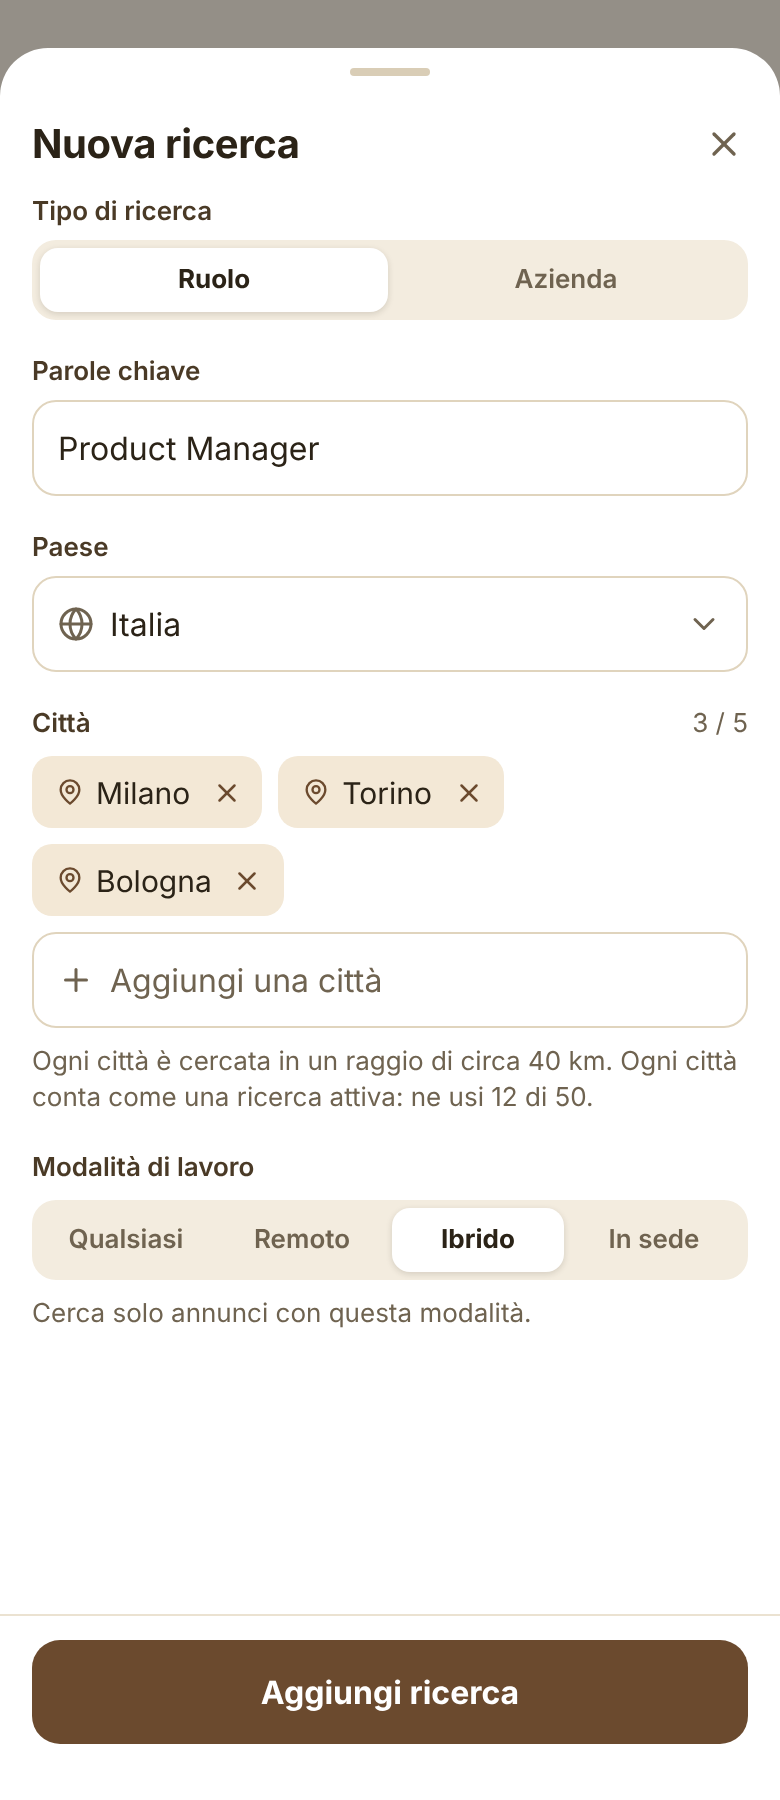 Nuova ricerca
Tipo di ricerca
Ruolo Azienda
Parole chiave
Product Manager
Paese
Italia
Città 3 / 5
Milano Torino
Bologna
Aggiungi una città
Ogni città è cercata in un raggio di circa 40 km. Ogni città
conta come una ricerca attiva: ne usi 12 di 50.
Modalità di lavoro
Qualsiasi Remoto Ibrido In sede
Cerca solo annunci con questa modalità.
Aggiungi ricerca